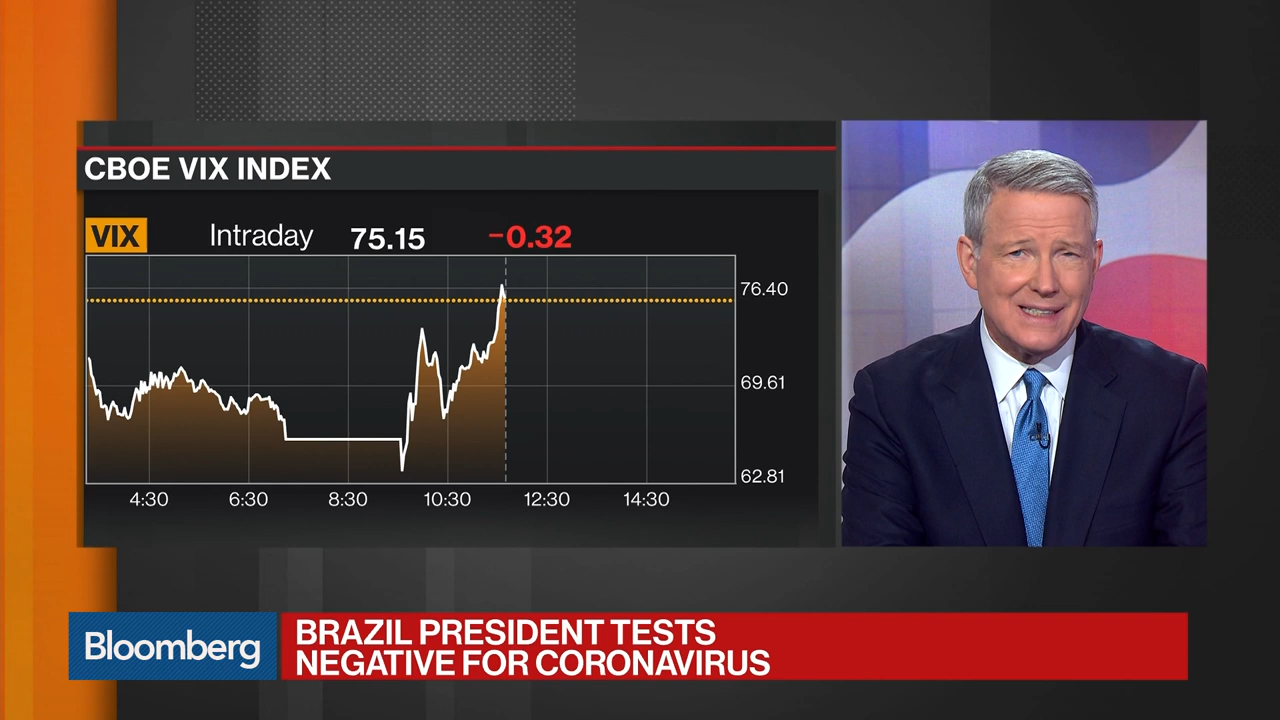 CBOE VIX INDEX
VIX Intraday 75.15 -0.32
76.40
69.61
62.81
4:30 6:30 8:30 10:30 12:30 14:30
Bloomberg
BRAZIL PRESIDENT TESTS
NEGATIVE FOR CORONAVIRUS